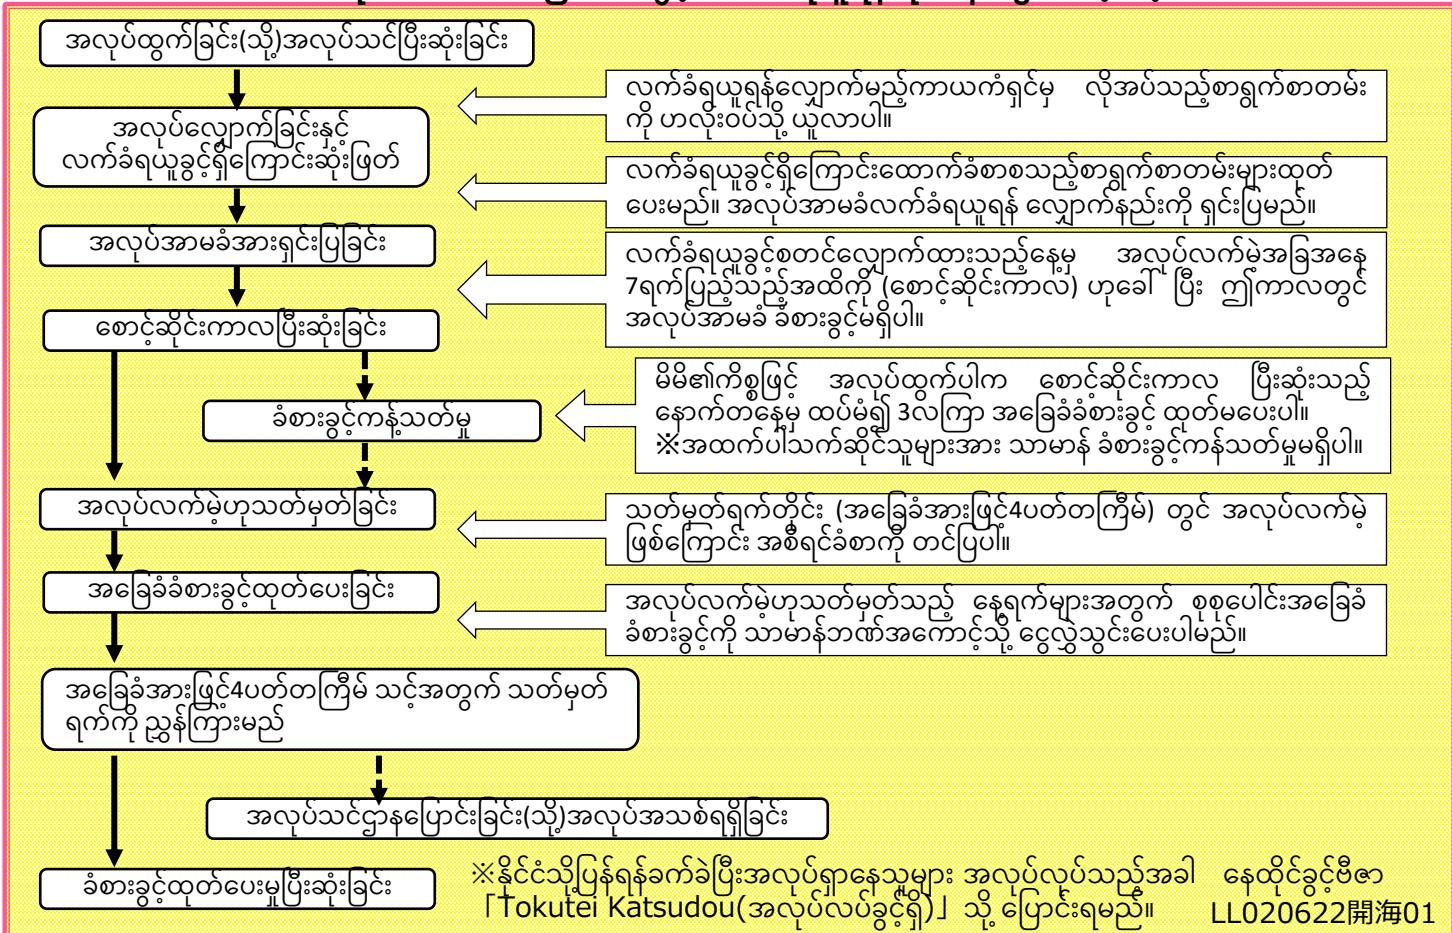 အလုပ်ထွက်ခြင်း(သို့)အလုပ်သင်ပြီးဆုံးခြင်း
လက်ခံရယူရန်လျှောက်မည့်ကာယကံရှင်မှ လိုအပ်သည့်စာရွက်စာတမ်း
ကို ဟလိုးဝပ်သို့ ယူလာပါ။
အလုပ်လျှောက်ခြင်းနှင့်
လက်ခံရယူခွင့်ရှိကြောင်းဆုံးဖြတ်
လက်ခံရယူခွင့်ရှိကြောင်းထောက်ခံစာစသည့်စာရွက်စာတမ်းများထုတ်
ပေးမည်။ အလုပ်အာမခံလက်ခံရယူရန် လျှောက်နည်းကို ရှင်းပြမည်။
အလုပ်အာမခံအားရှင်းပြခြင်း
လက်ခံရယူခွင့်စတင်လျှောက်ထားသည့်နေ့မှ အလုပ်လက်မဲ့အခြအနေ
7ရက်ပြည့်သည့်အထိကို (စောင့်ဆိုင်းကာလ) ဟုခေါ် ပြီး ဤကာလတွင်
အလုပ်အာမခံ ခံစားခွင့်မရှိပါ။
စောင့်ဆိုင်းကာလပြီးဆုံးခြင်း
မိမိ၏ကိစ္စဖြင့် အလုပ်ထွက်ပါက စောင့်ဆိုင်းကာလ ပြီးဆုံးသည့်
နောက်တနေ့မှ ထပ်မံ၍ 3လကြာ အခြေခံခံစားခွင့် ထုတ်မပေးပါ။
※အထက်ပါသက်ဆိုင်သူများအား သာမာန် ခံစားခွင့်ကန်သတ်မှုမရှိပါ။
ခံစားခွင့်ကန့်သတ်မှု
အလုပ်လက်မဲ့ဟုသတ်မှတ်ခြင်း
သတ်မှတ်ရက်တိုင်း (အခြေခံအားဖြင့်4ပတ်တကြိမ်) တွင် အလုပ်လက်မဲ့
ဖြစ်ကြောင်း အစီရင်ခံစာကို တင်ပြပါ။
အခြေခံခံစားခွင့်ထုတ်ပေးခြင်း
အလုပ်လက်မဲ့ဟုသတ်မှတ်သည့် နေ့ရက်များအတွက် စုစုပေါင်းအခြေခံ
ခံစားခွင့်ကို သာမာန်ဘဏ်အကောင့်သို့ ငွေလွှဲသွင်းပေးပါမည်။
အခြေခံအားဖြင့်4ပတ်တကြိမ် သင့်အတွက် သတ်မှတ်
ရက်ကို ညွှန်ကြားမည်
အလုပ်သင်ဌာနပြောင်းခြင်း(သို့)အလုပ်အသစ်ရရှိခြင်း
ခံစားခွင့်ထုတ်ပေးမှုပြီးဆုံးခြင်း
※နိုင်ငံသို့ပြန်ရန်ခက်ခဲပြီးအလုပ်ရှာနေသူများ အလုပ်လုပ်သည့်အခါ နေထိုင်ခွင့်ဗီဇာ
「Tokutei Katsudou(အလုပ်လပ်ခွင့်ရှိ)」သို့ ပြောင်းရမည်။ LL020622開海01